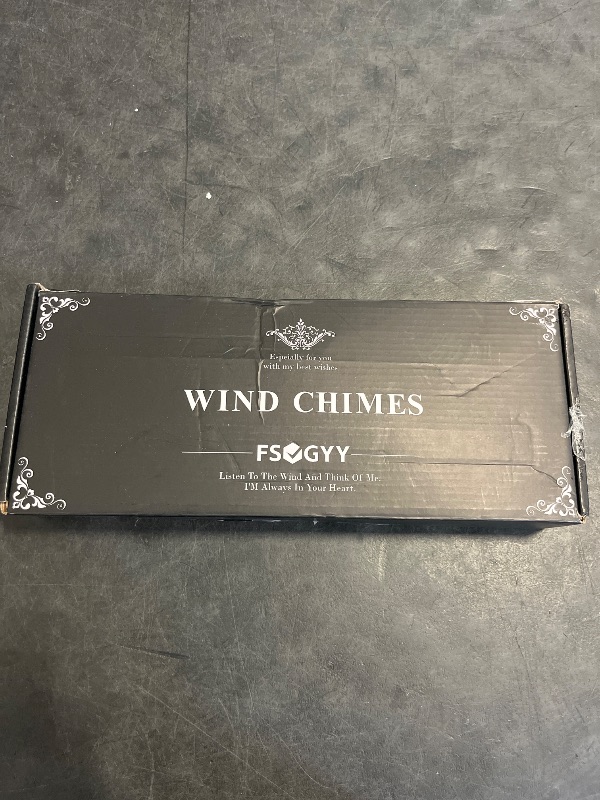 Especially for you
with my best wishes
WIND CHIMES
FSOGYY
Listen To The Wind And Think Of Me.
I'M Always In Your Heart.